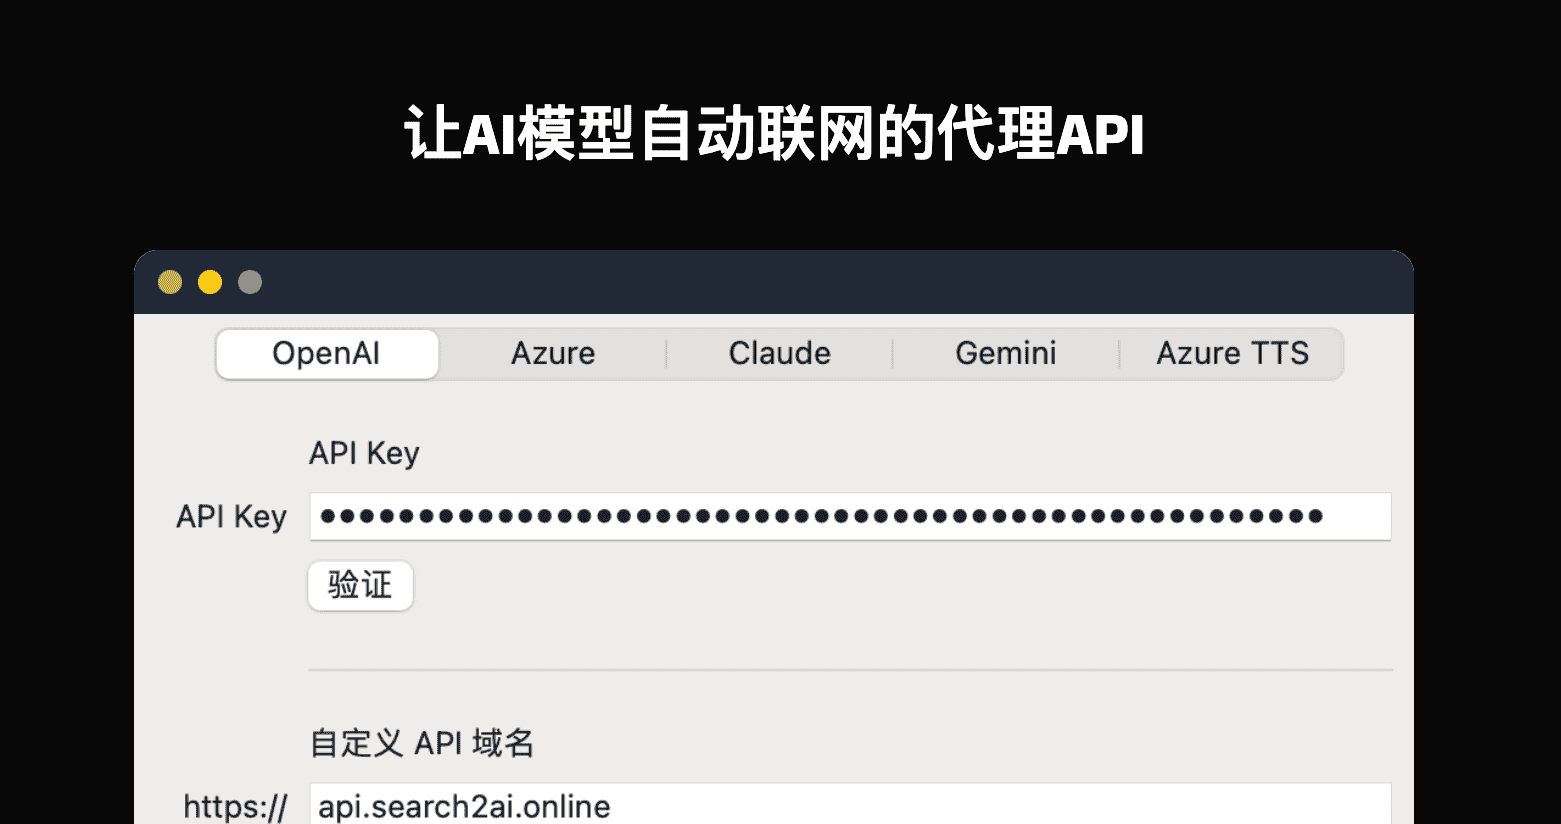 让AI模型自动联网的代理API
OpenAI Azure Claude Gemini Azure TTS
API Key
API Key ●●●●●●●●●●●●●●●●●●●●●●●●●●●●●●●●●●●●●●●●●●●●●●●●●●●
验证
自定义 API 域名
https:// api.search2ai.online